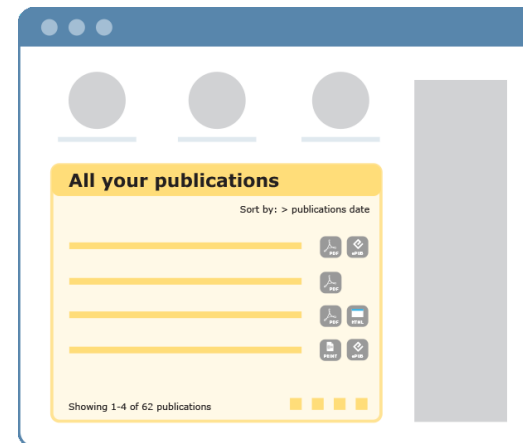 All your publications
Sort by: > publications date
PDF ePUB
PDF
PDF HTML
PRINT ePUB
Showing 1-4 of 62 publications